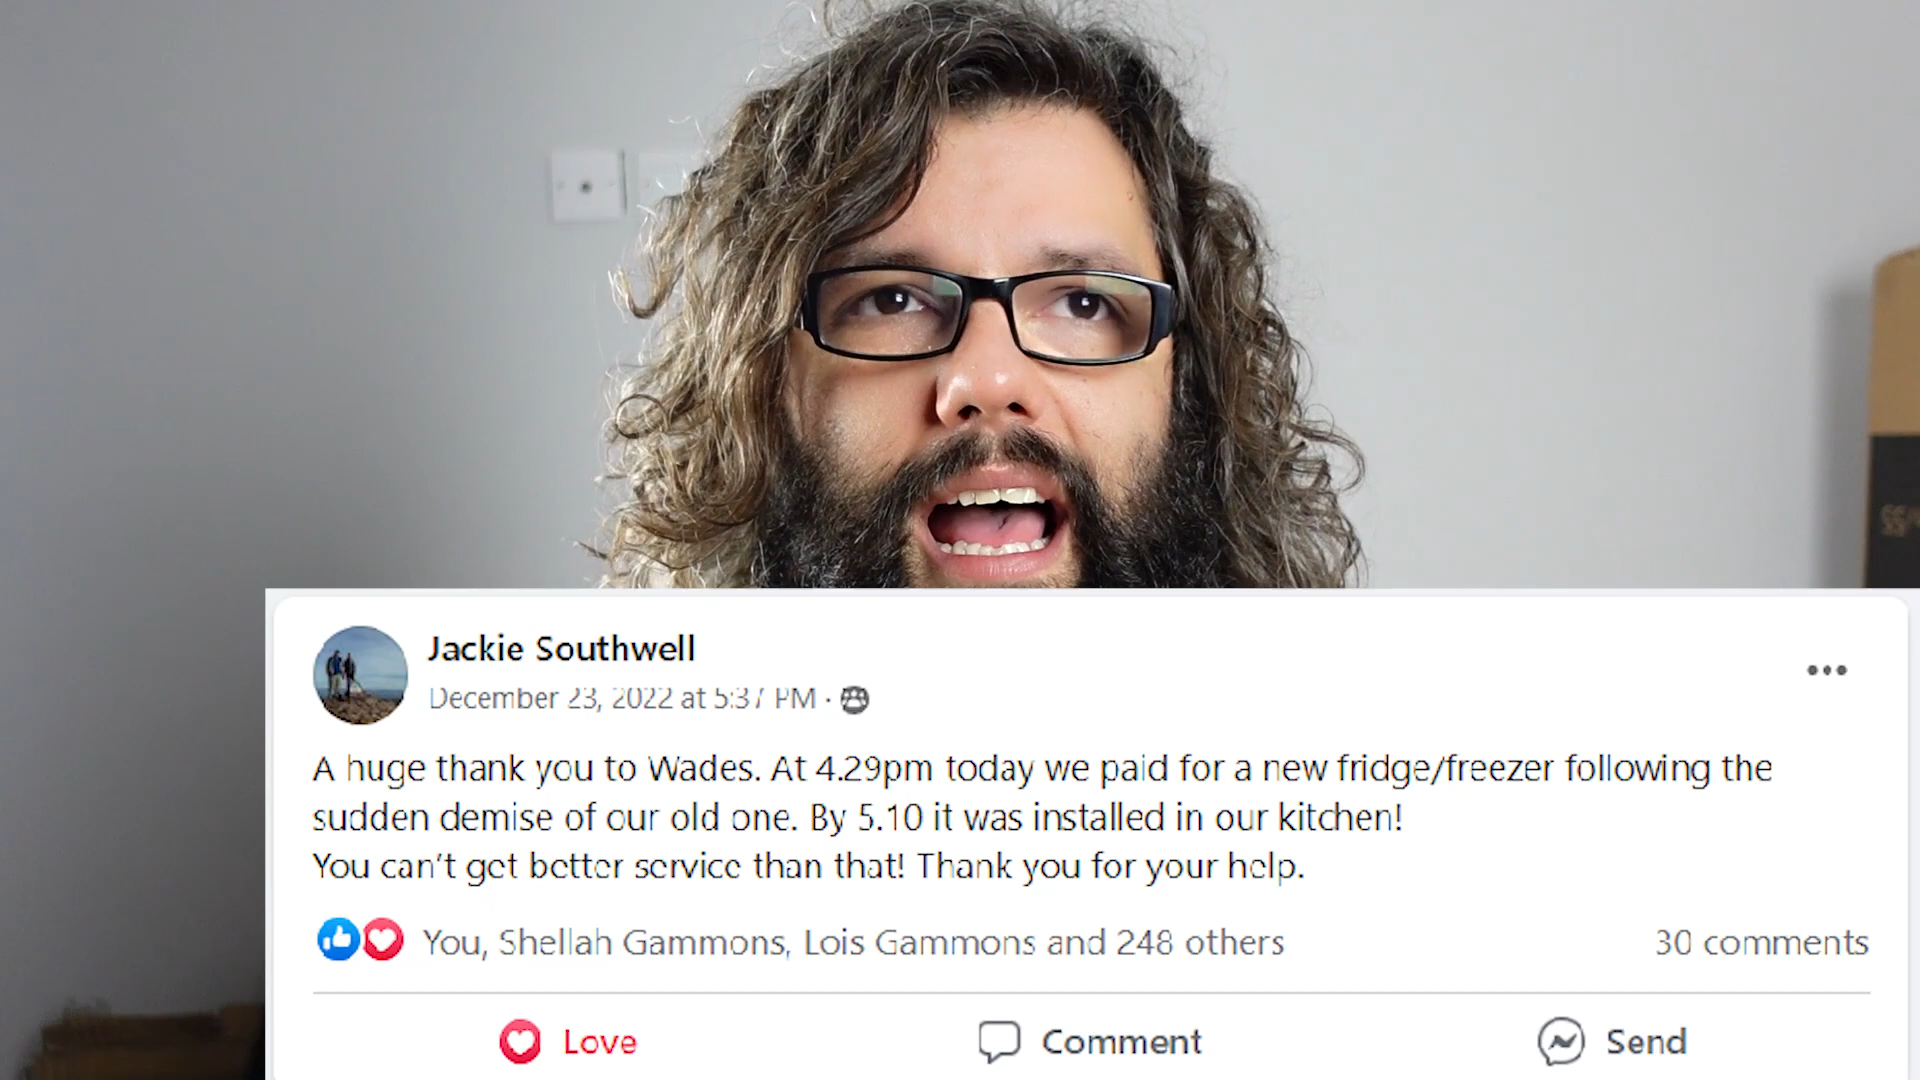 Jackie Southwell
December 23, 2022 at 5:37 PM ·
A huge thank you to Wades. At 4.29pm today we paid for a new fridge/freezer following the
sudden demise of our old one. By 5.10 it was installed in our kitchen!
You can't get better service than that! Thank you for your help.
You, Shellah Gammons, Lois Gammons and 248 others
30 comments
Love
Comment
Send